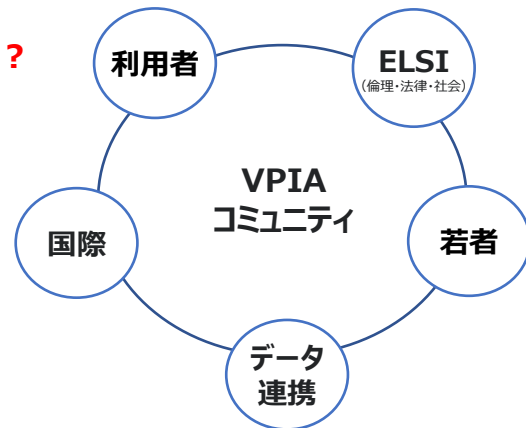 ?
利用者
ELSI
(倫理・法律・社会)
VPIA
コミュニティ
国際
若者
データ
連携